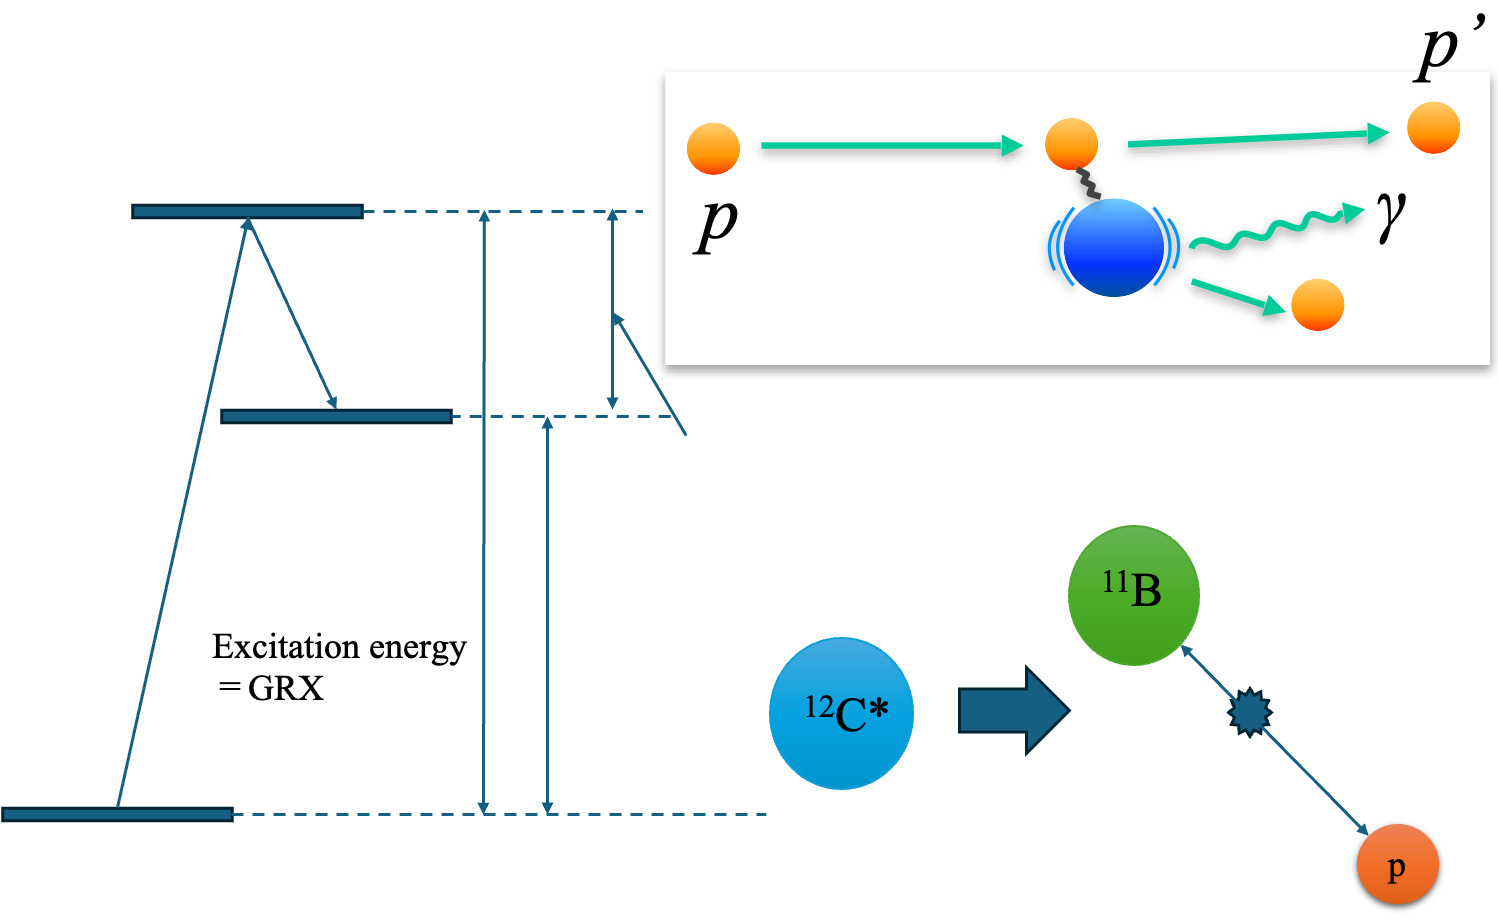 p’
p
γ
¹¹B
Excitation energy
= GRX
¹²C*
p